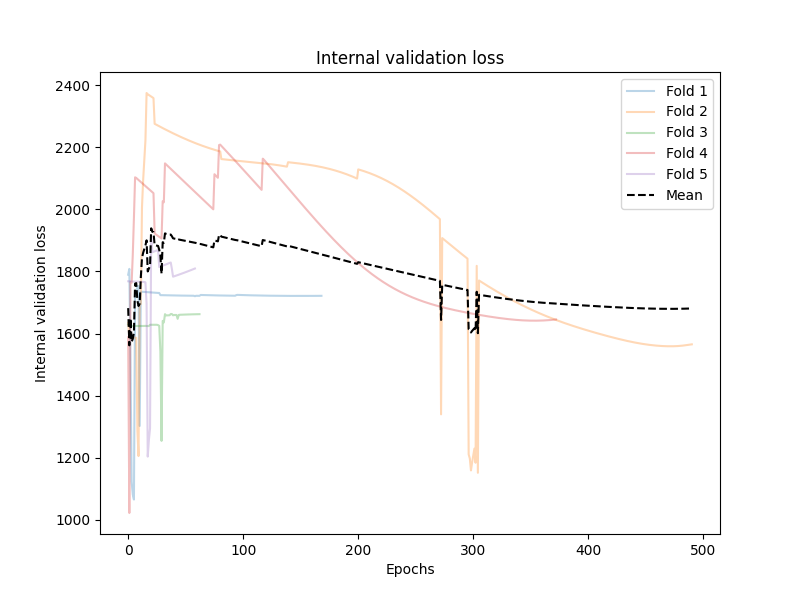 Internal validation loss
2400
2200
2000
1800
1600
1400
1200
1000
Internal validation loss
0
100
200
300
400
500
Epochs
Fold 1
Fold 2
Fold 3
Fold 4
Fold 5
Mean